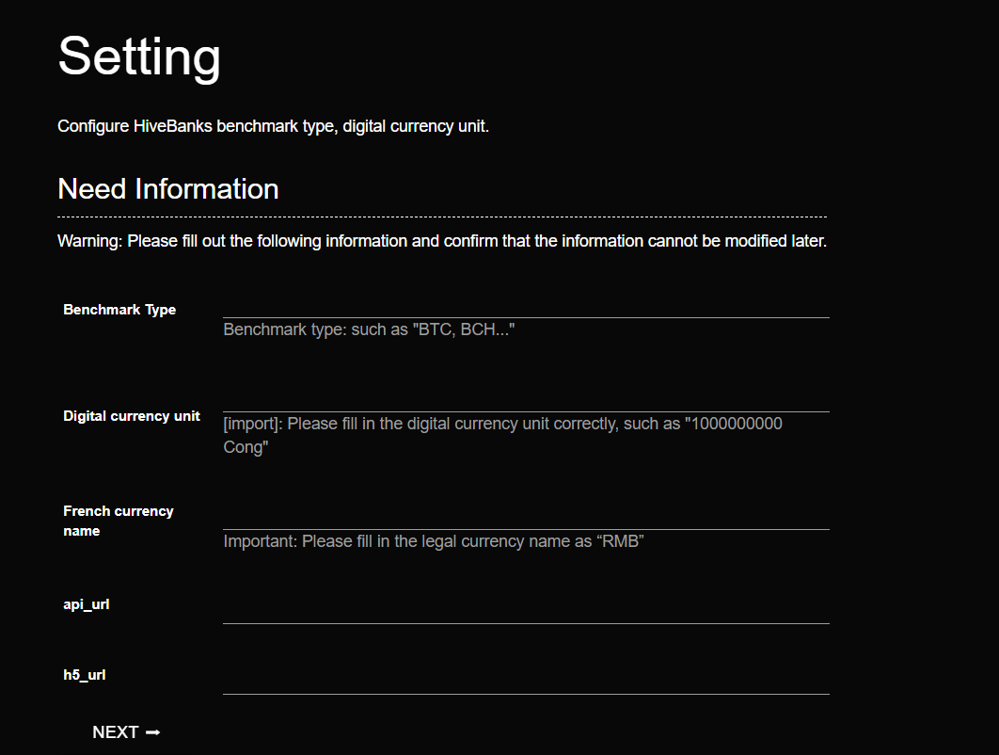 Setting
Configure HiveBanks benchmark type, digital currency unit.
Need Information
Warning: Please fill out the following information and confirm that the information cannot be modified later.
Benchmark Type
Benchmark type: such as "BTC, BCH..."
Digital currency unit
[import]: Please fill in the digital currency unit correctly, such as "1000000000
Cong"
French currency
name
Important: Please fill in the legal currency name as “RMB”
api_url
h5_url
NEXT ➞